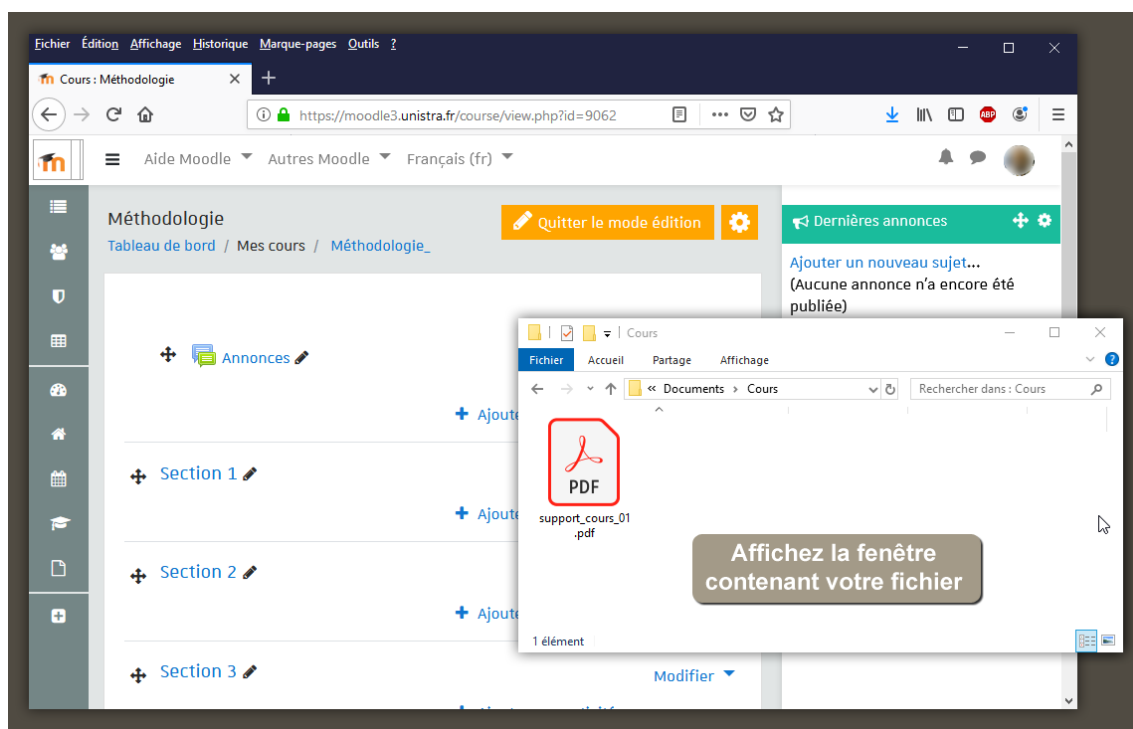 Fichier Édition Affichage Historique Marque-pages Outils ?
Cours : Méthodologie
https://moodle3.unistra.fr/course/view.php?id=9062
ABP
Aide Moodle Autres Moodle Français (fr)
Méthodologie
Quitter le mode édition
Dernières annonces
Tableau de bord / Mes cours / Méthodologie_
Ajouter un nouveau sujet...
(Aucune annonce n'a encore été
publiée)
Annonces
+ Ajoute
Section 1
+ Ajoute
Section 2
+ Ajoute
Section 3
Modifier
Cours
Fichier Accueil Partage Affichage
« Documents > Cours
Rechercher dans : Cours
PDF
support_cours_01
.pdf
Affichez la fenêtre
contenant votre fichier
1 élément